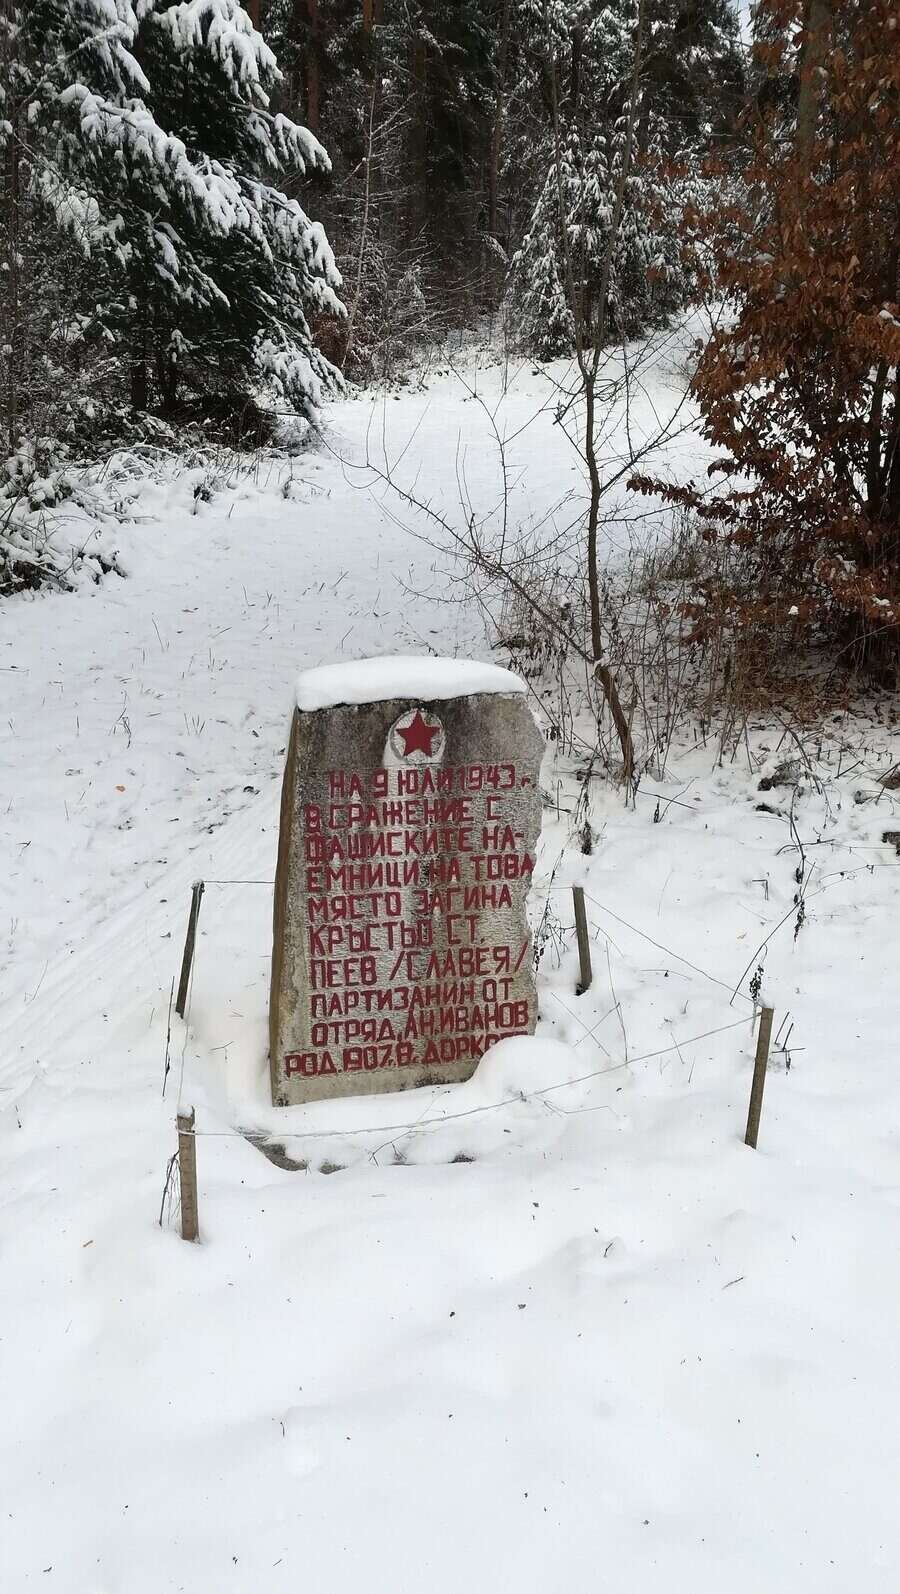 НА 9 ЮЛИ 1943 г.
В СРАЖЕНИЕ С
ФАШИСКИТЕ НА-
ЕМНИЦИ НА ТОВА
МЯСТО ЗАГИНА
КРЪСТЬО СТ.
ПЕЕВ /СЛАВЕЯ/
ПАРТИЗАНИН ОТ
ОТРЯД „АН. ИВАНОВ
РОД. 1907 г.